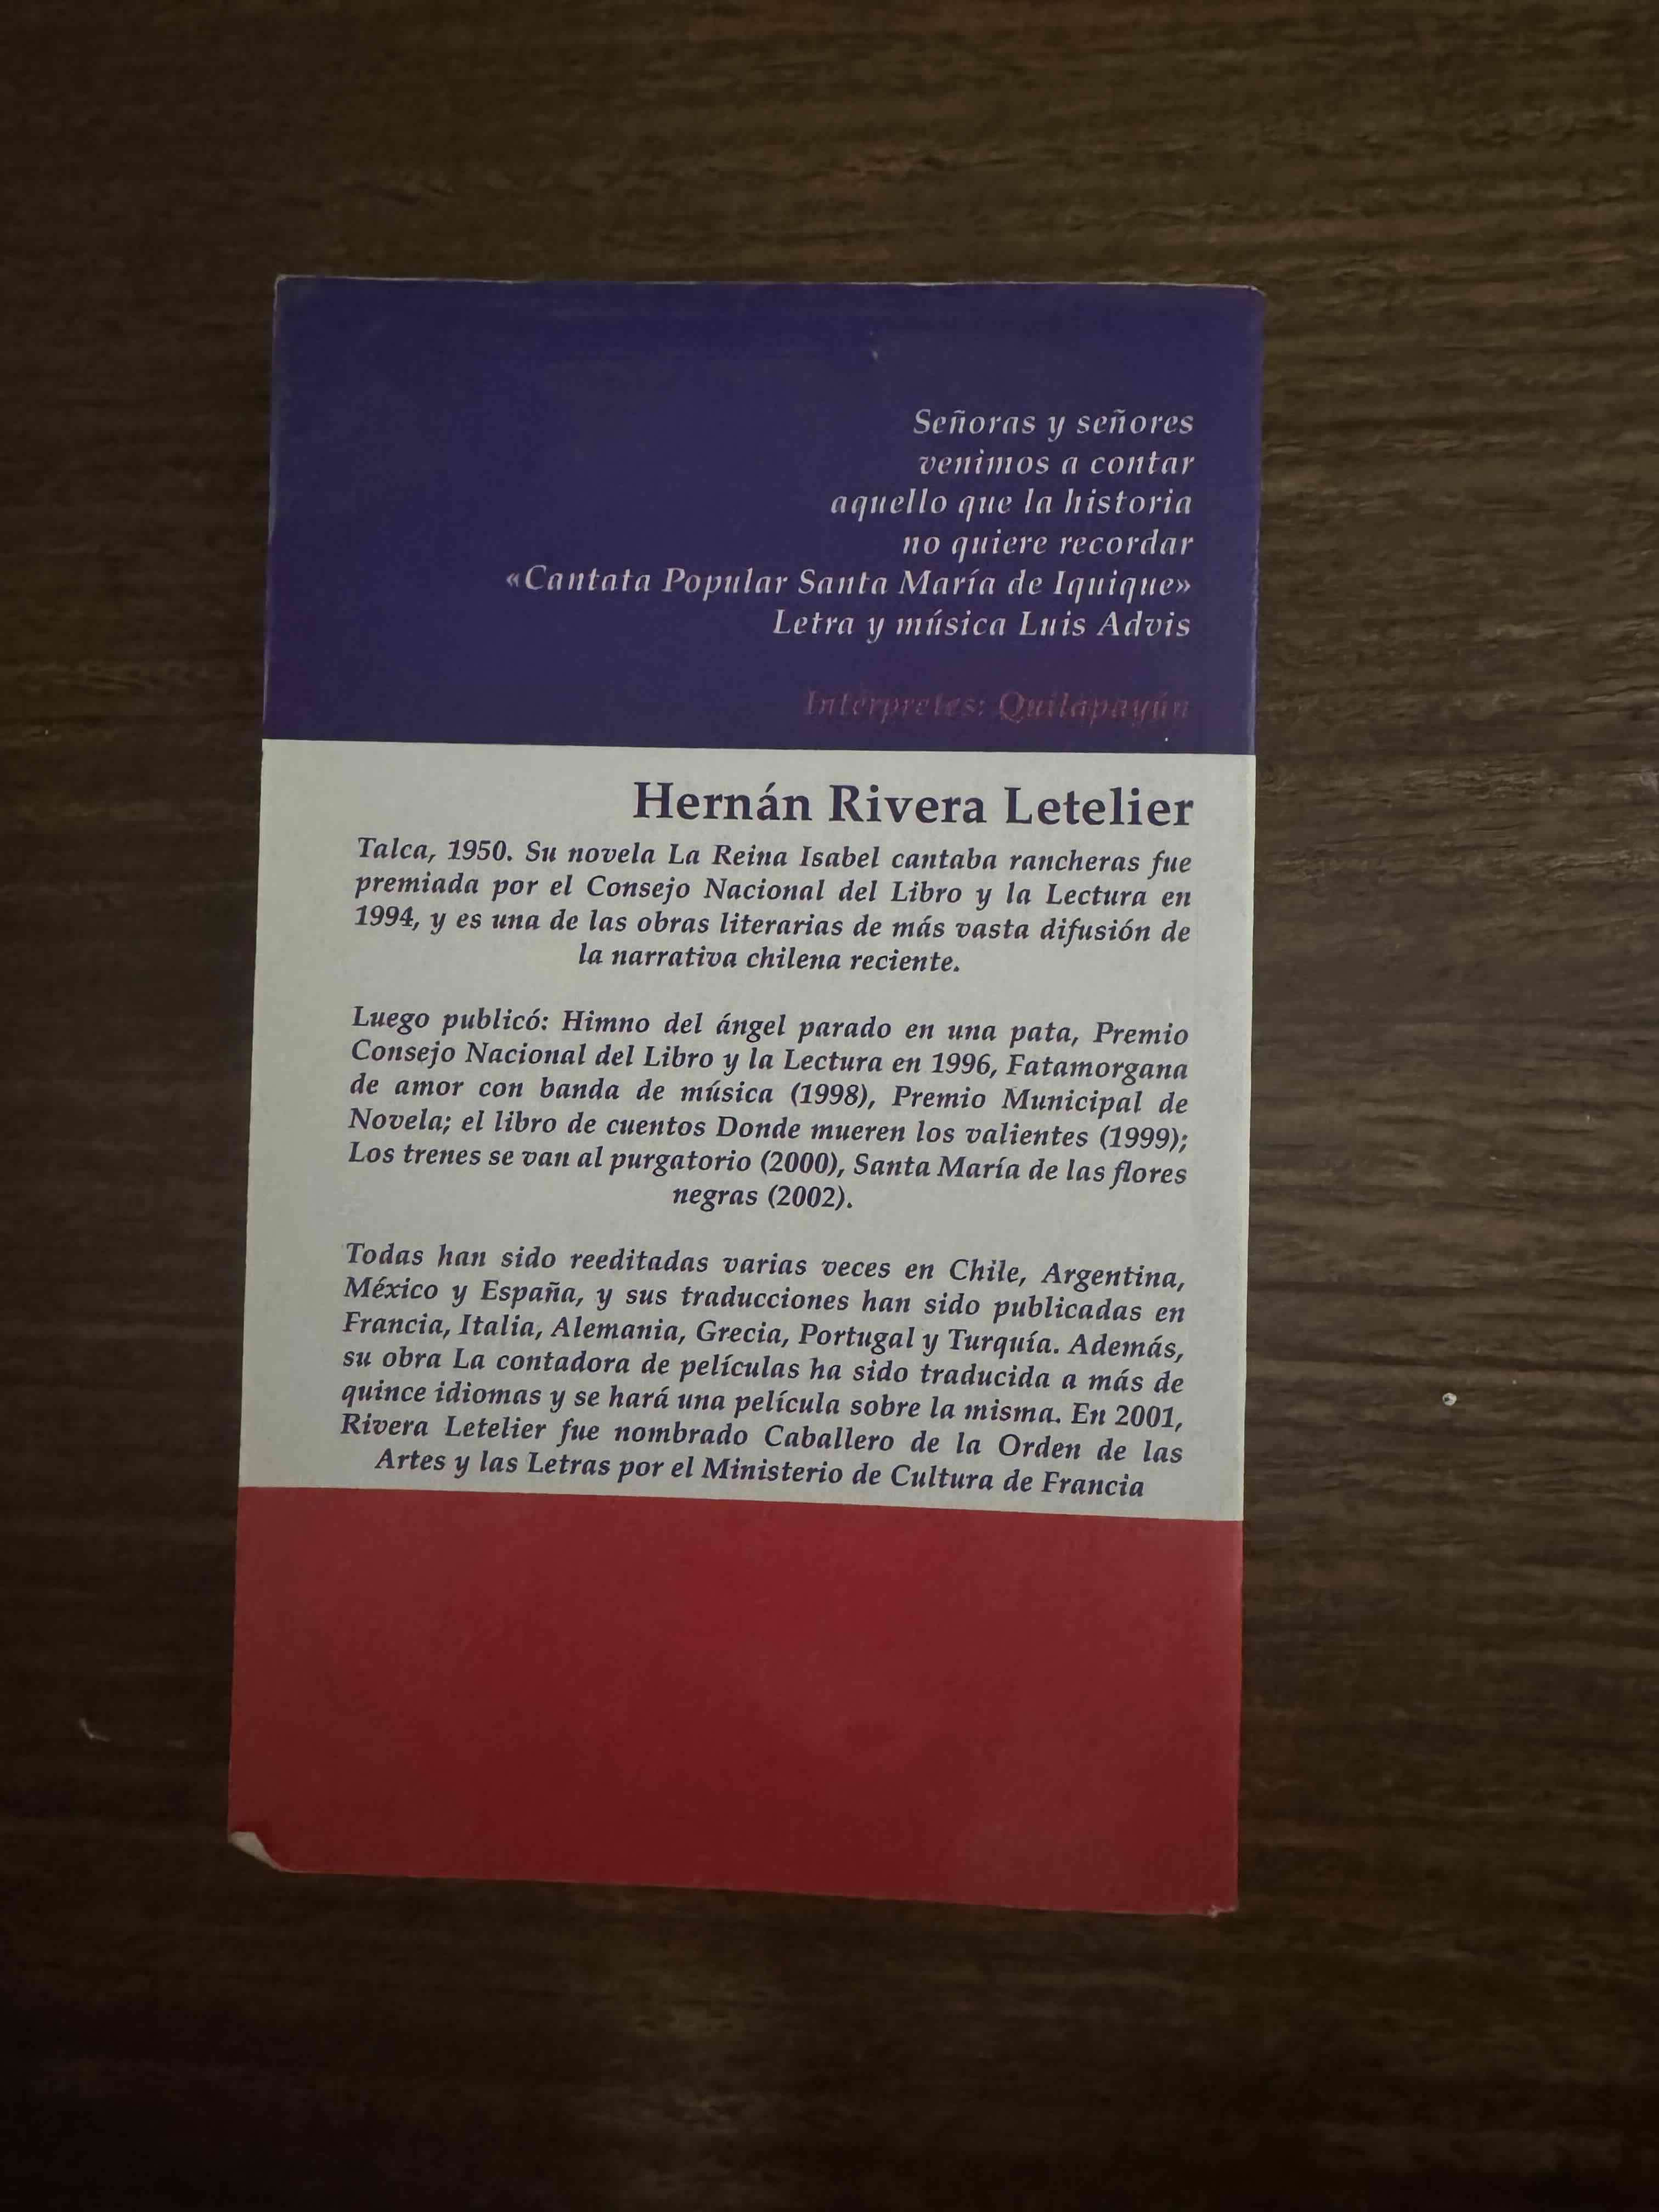 Señoras y señores
venimos a contar
aquello que la historia
no quiere recordar
«Cantata Popular Santa María de Iquique»
Letra y música Luis Advis
Intérpretes: Quilapayún
Hernán Rivera Letelier
Talca, 1950. Su novela La Reina Isabel cantaba rancheras fue
premiada por el Consejo Nacional del Libro y la Lectura en
1994, y es una de las obras literarias de más vasta difusión de
la narrativa chilena reciente.
Luego publicó: Himno del ángel parado en una pata, Premio
Consejo Nacional del Libro y la Lectura en 1996, Fatamorgana
de amor con banda de música (1998), Premio Municipal de
Novela; el libro de cuentos Donde mueren los valientes (1999);
Los trenes se van al purgatorio (2000), Santa María de las flores
negras (2002).
Todas han sido reeditadas varias veces en Chile, Argentina,
México y España, y sus traducciones han sido publicadas en
Francia, Italia, Alemania, Grecia, Portugal y Turquía. Además,
su obra La contadora de películas ha sido traducida a más de
quince idiomas y se hará una película sobre la misma. En 2001,
Rivera Letelier fue nombrado Caballero de la Orden de las
Artes y las Letras por el Ministerio de Cultura de Francia